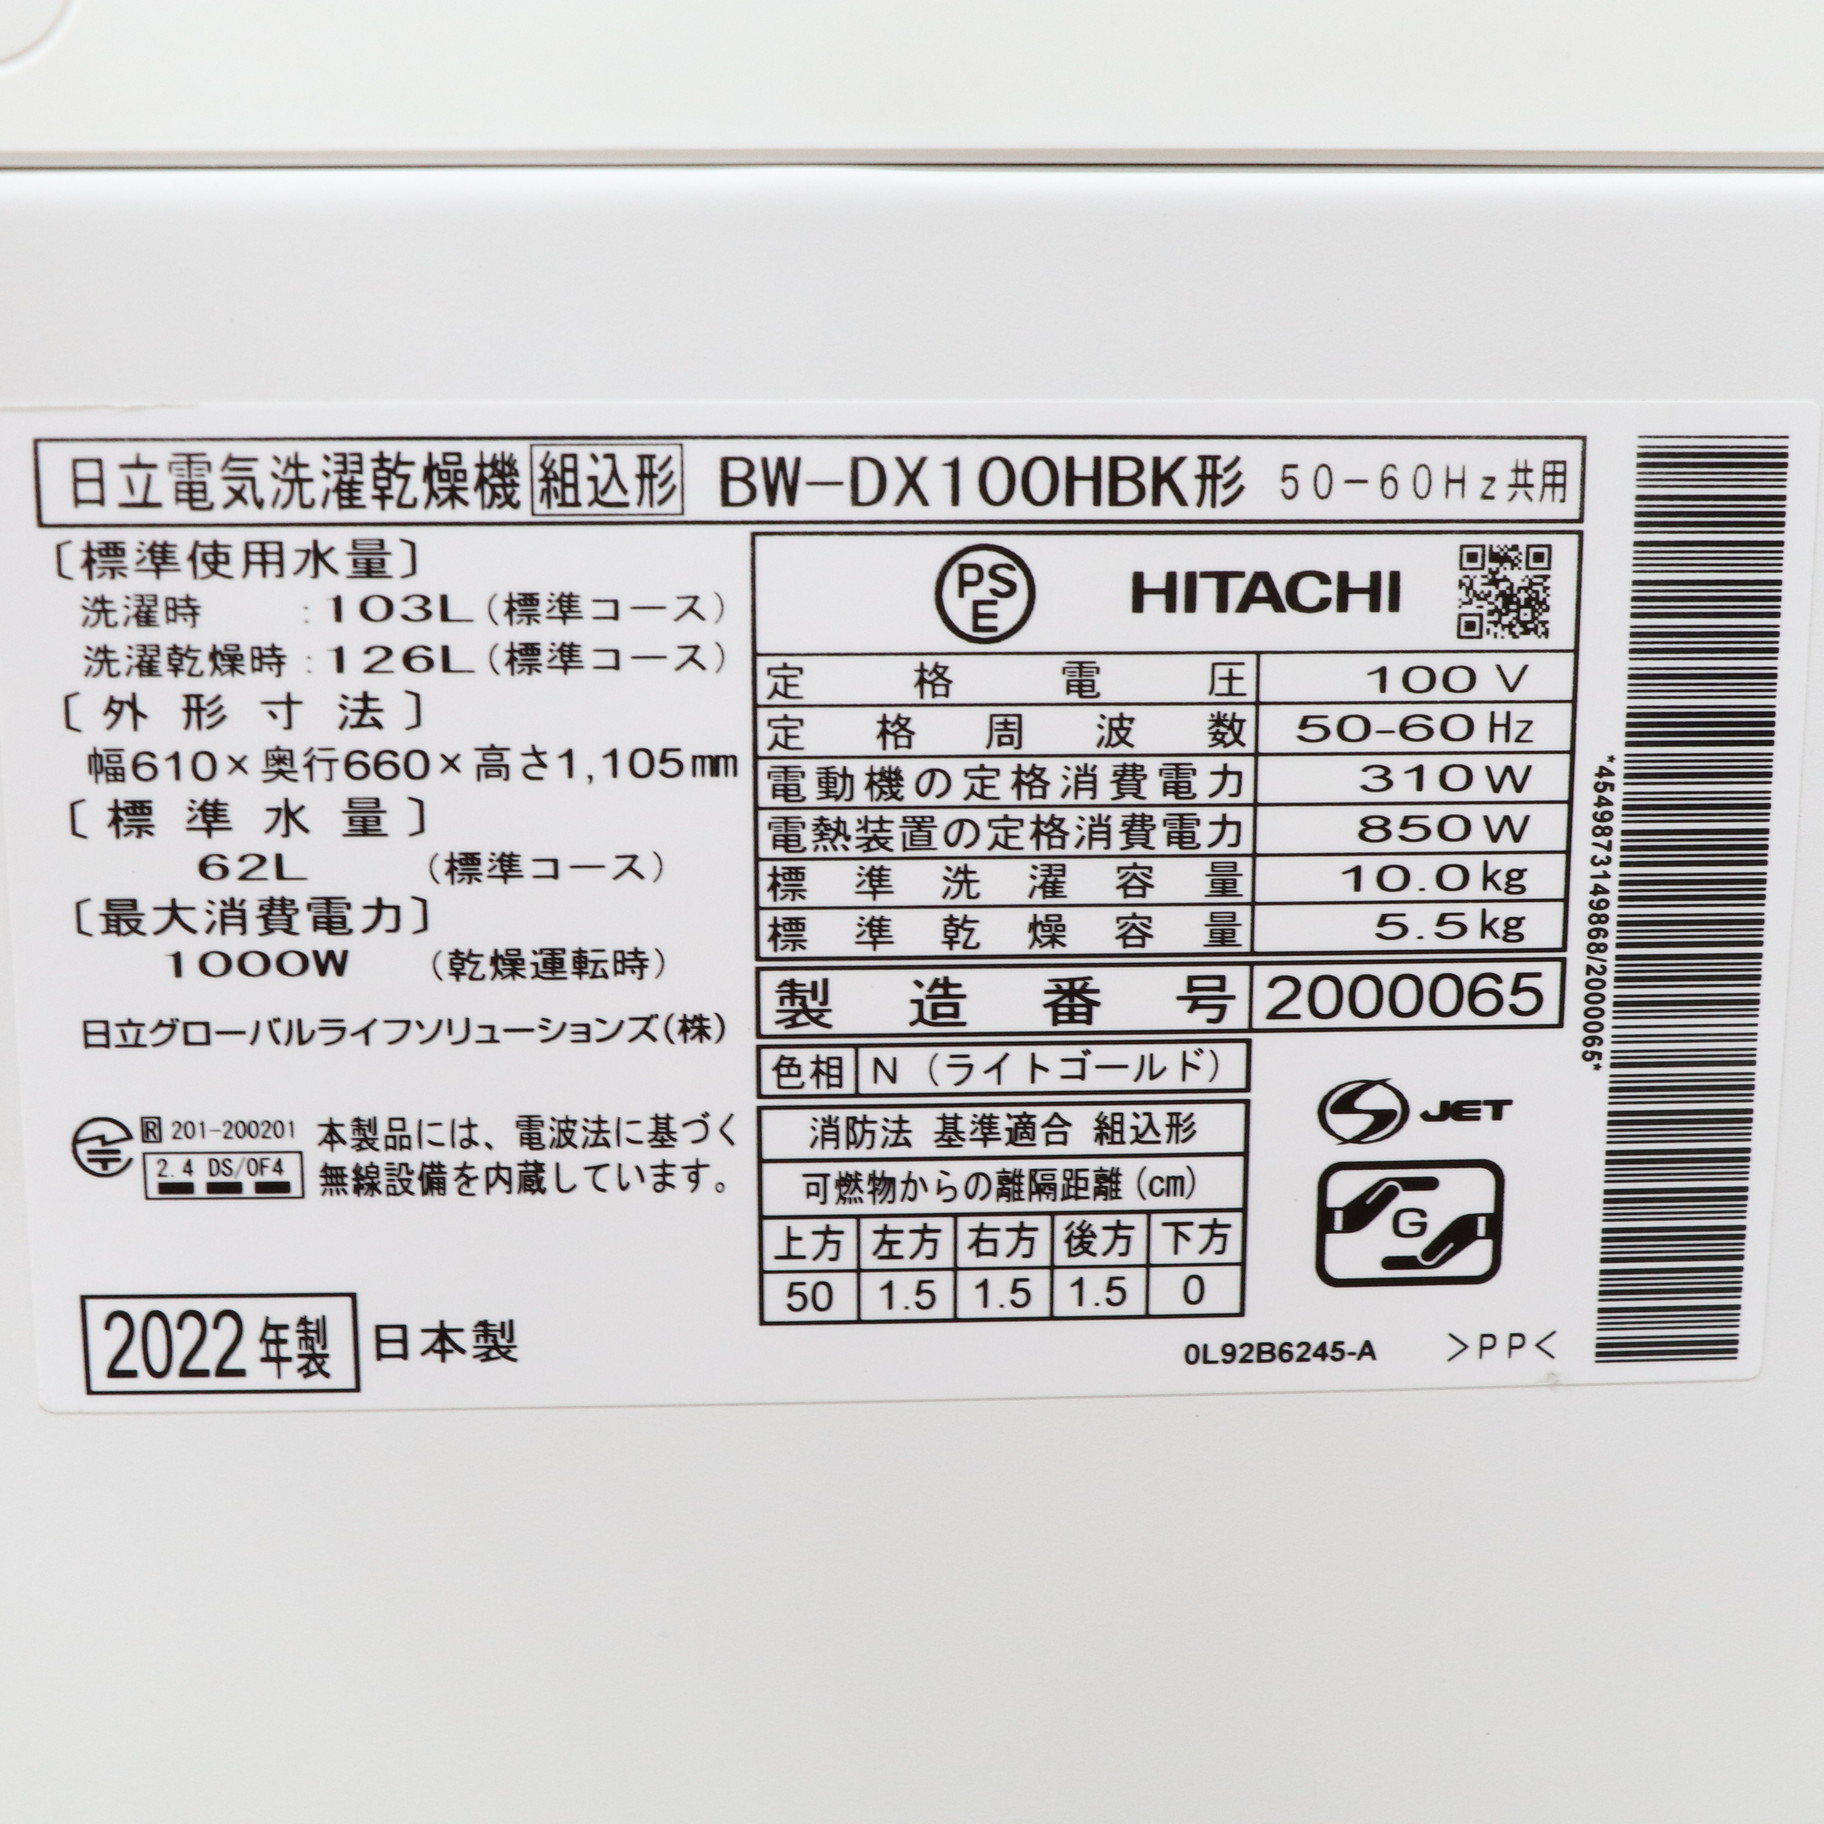 日立電気洗濯乾燥機 組込形 BW-DX100HBK形 50-60Hz共用
〔標準使用水量〕
洗濯時 :103L(標準コース)
洗濯乾燥時:126L(標準コース)
〔外形寸法〕
幅610×奥行660×高さ1,105mm
〔標準水量〕
62L (標準コース)
〔最大消費電力〕
1000W (乾燥運転時)
日立グローバルライフソリューションズ(株)
R 201-200201
2.4 DS/OF4
本製品には、電波法に基づく
無線設備を内蔵しています。
2022年製 日本製
PSE HITACHI
定格電圧 100V
定格周波数 50-60Hz
電動機の定格消費電力 310W
電熱装置の定格消費電力 850W
標準洗濯容量 10.0kg
標準乾燥容量 5.5kg
製造番号 2000065
色相 N(ライトゴールド)
消防法 基準適合 組込形
可燃物からの離隔距離(cm)
上方 左方 右方 後方 下方
50 1.5 1.5 1.5 0
S JET
G
0L92B6245-A >PP<
*4549873149868/2000065*